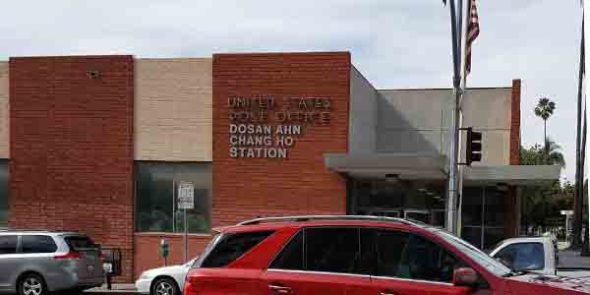 UNITED STATES
POST OFFICE
DOSAN AHN
CHANG HO
STATION